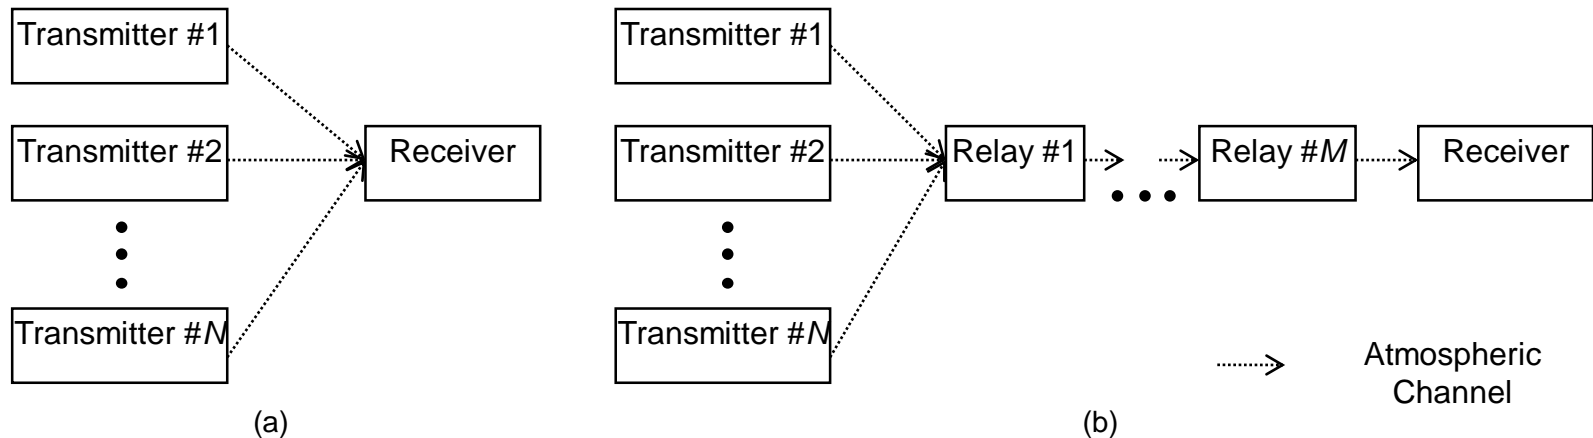 Transmitter #1
Transmitter #2
Transmitter #N
Receiver
(a)
Transmitter #1
Transmitter #2
Transmitter #N
Relay #1
Relay #M
Receiver
Atmospheric
Channel
(b)